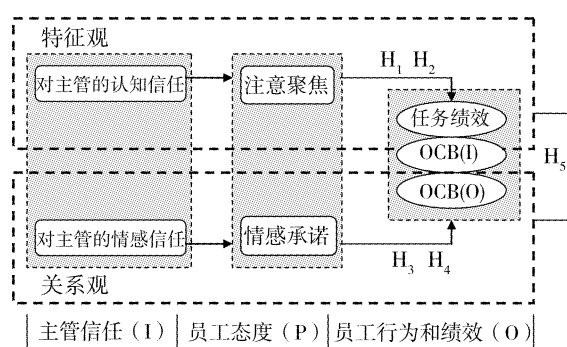 特征观
H1 H2
对主管的认知信任
注意聚焦
任务绩效
OCB(I)
H5
OCB(O)
对主管的情感信任
情感承诺
H3 H4
关系观
主管信任（I） 员工态度（P） 员工行为和绩效（O）